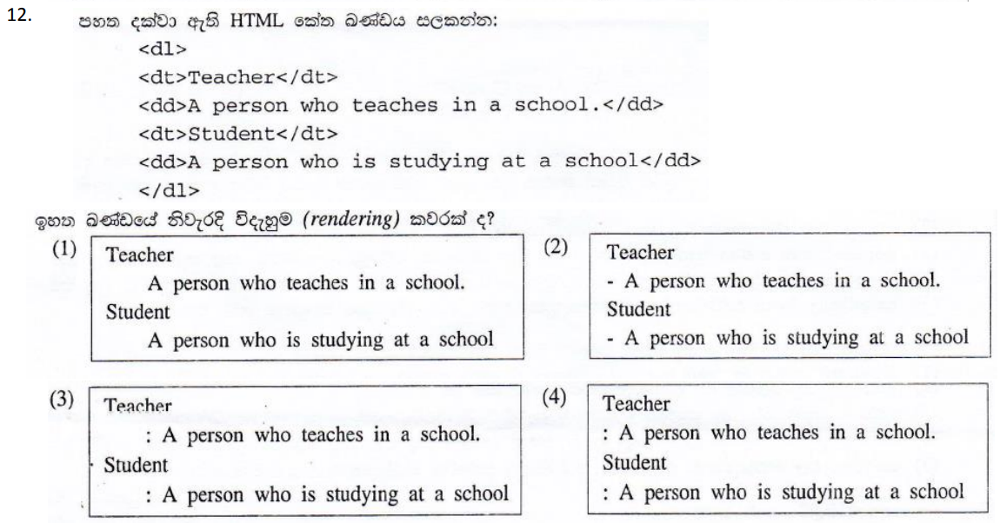 12.
පහත දක්වා ඇති HTML කේත ඛණ්ඩය සලකන්න:
<dl>
<dt>Teacher</dt>
<dd>A person who teaches in a school.</dd>
<dt>Student</dt>
<dd>A person who is studying at a school</dd>
</dl>
ඉහත ඛණ්ඩයේ නිවැරදි විදැහුම (rendering) කවරක් ද?
(1)
Teacher
A person who teaches in a school.
Student
A person who is studying at a school
(2)
Teacher
- A person who teaches in a school.
Student
- A person who is studying at a school
(3)
Teacher
: A person who teaches in a school.
Student
: A person who is studying at a school
(4)
Teacher
: A person who teaches in a school.
Student
: A person who is studying at a school